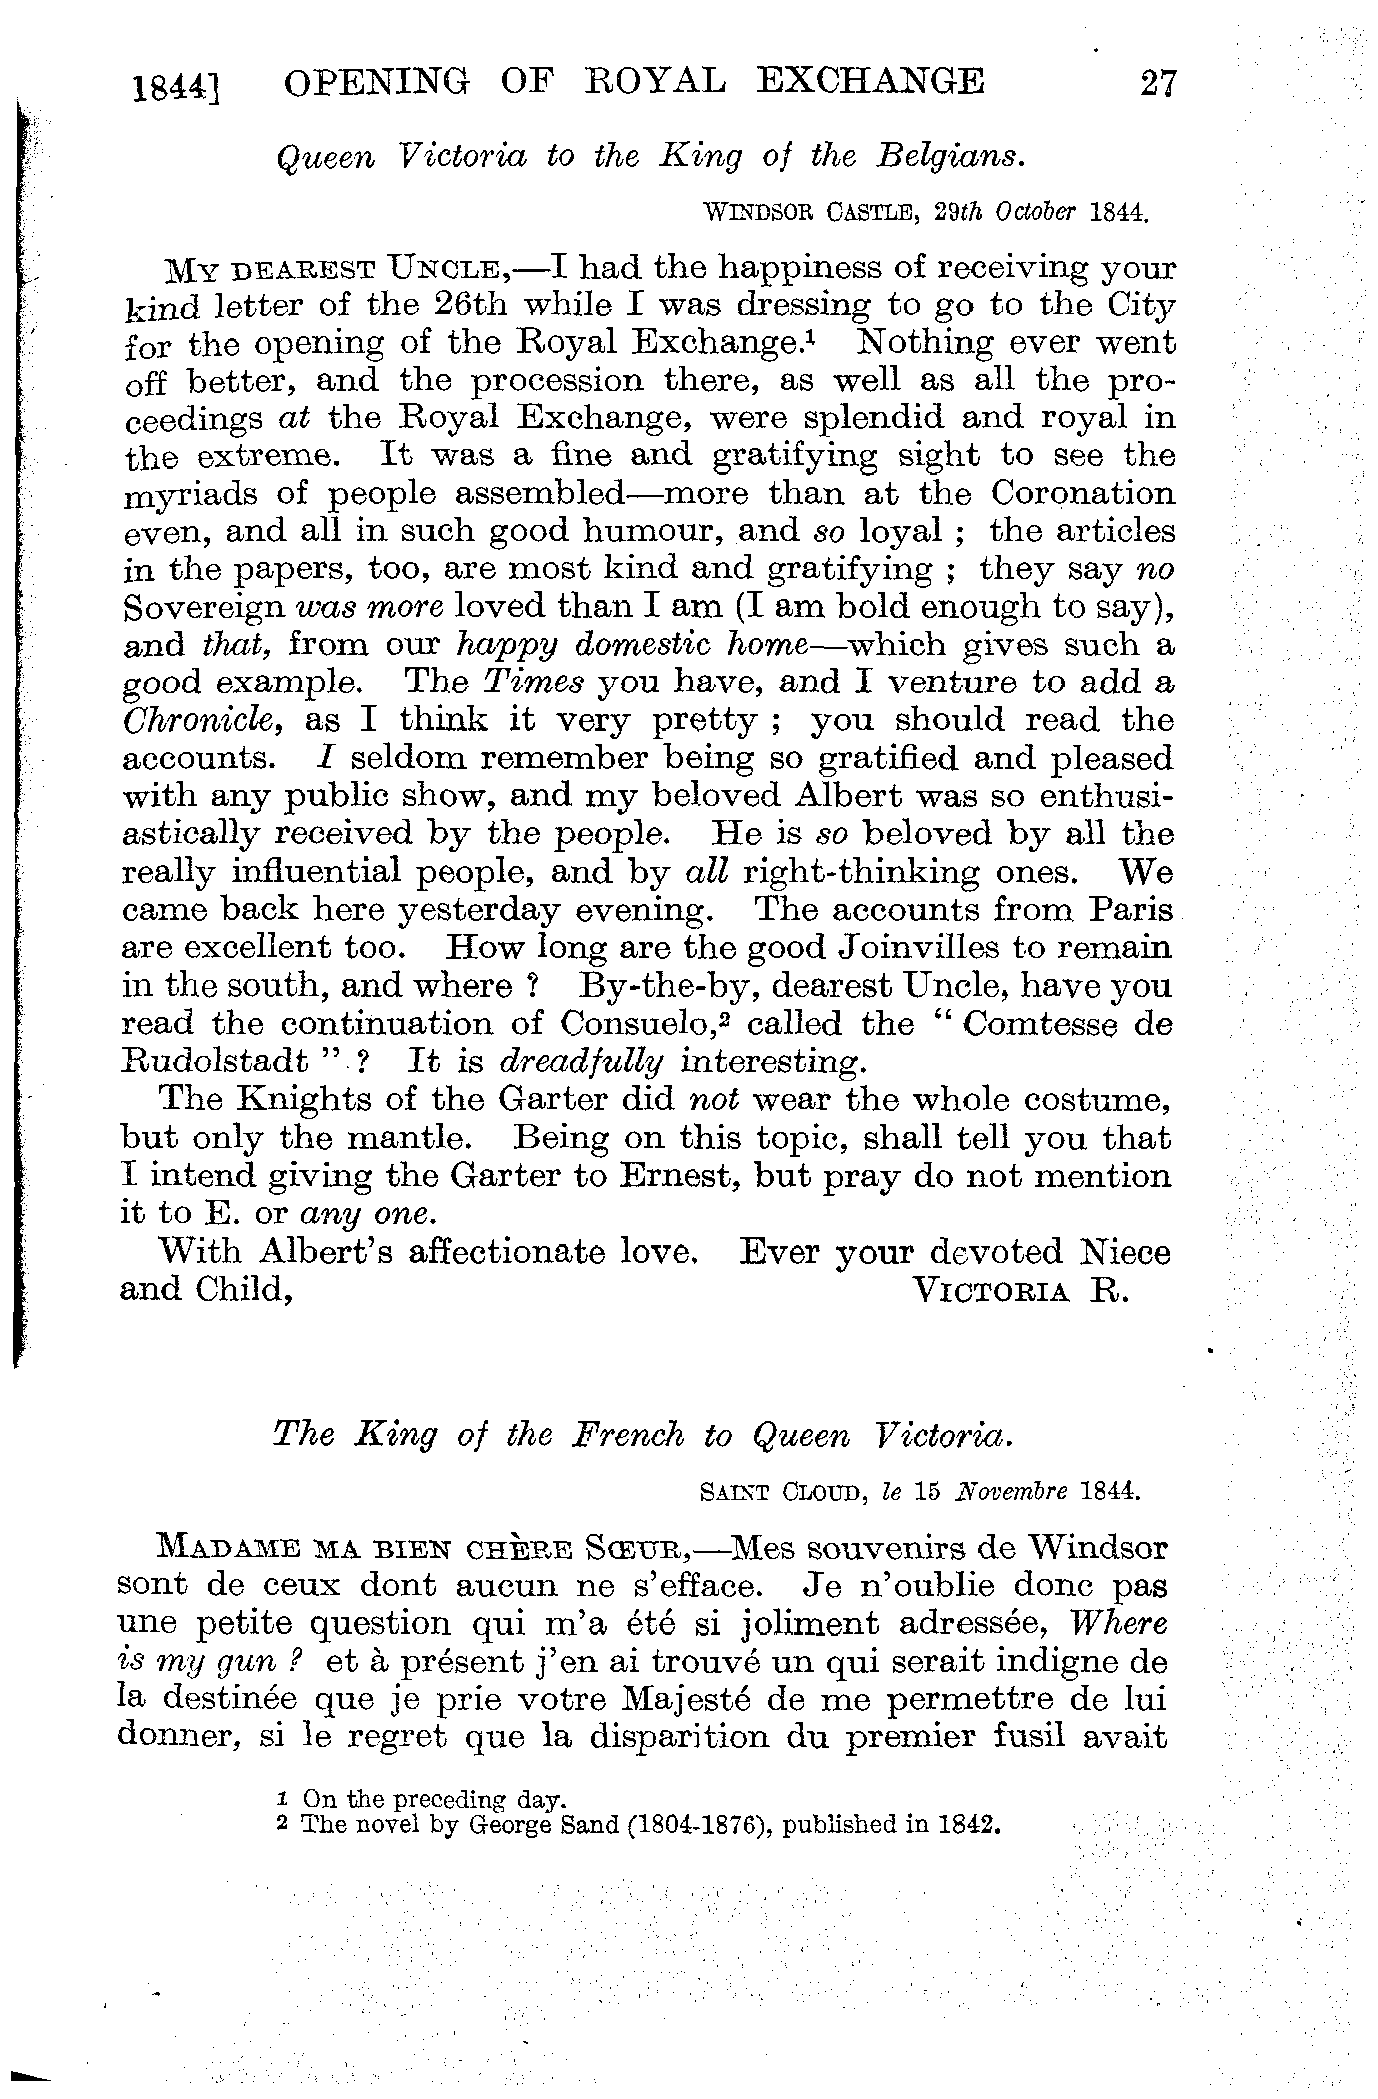 1844] OPENING OF ROYAL EXCHANGE 27
Queen Victoria to the King of the Belgians.
WINDSOR CASTLE, 29th October 1844.
MY DEAREST UNCLE,—I had the happiness of receiving your
kind letter of the 26th while I was dressing to go to the City
for the opening of the Royal Exchange.¹ Nothing ever went
off better, and the procession there, as well as all the pro-
ceedings at the Royal Exchange, were splendid and royal in
the extreme. It was a fine and gratifying sight to see the
myriads of people assembled—more than at the Coronation
even, and all in such good humour, and so loyal ; the articles
in the papers, too, are most kind and gratifying ; they say no
Sovereign was more loved than I am (I am bold enough to say),
and that, from our happy domestic home—which gives such a
good example. The Times you have, and I venture to add a
Chronicle, as I think it very pretty ; you should read the
accounts. I seldom remember being so gratified and pleased
with any public show, and my beloved Albert was so enthusi-
astically received by the people. He is so beloved by all the
really influential people, and by all right-thinking ones. We
came back here yesterday evening. The accounts from Paris
are excellent too. How long are the good Joinvilles to remain
in the south, and where ? By-the-by, dearest Uncle, have you
read the continuation of Consuelo,² called the “ Comtesse de
Rudolstadt ” ? It is dreadfully interesting.
The Knights of the Garter did not wear the whole costume,
but only the mantle. Being on this topic, shall tell you that
I intend giving the Garter to Ernest, but pray do not mention
it to E. or any one.
With Albert’s affectionate love. Ever your devoted Niece
and Child, VICTORIA R.
The King of the French to Queen Victoria.
SAINT CLOUD, le 15 Novembre 1844.
MADAME MA BIEN CHÈRE SŒUR,—Mes souvenirs de Windsor
sont de ceux dont aucun ne s’efface. Je n’oublie donc pas
une petite question qui m’a été si joliment adressée, Where
is my gun ? et à présent j’en ai trouvé un qui serait indigne de
la destinée que je prie votre Majesté de me permettre de lui
donner, si le regret que la disparition du premier fusil avait
1 On the preceding day.
2 The novel by George Sand (1804-1876), published in 1842.